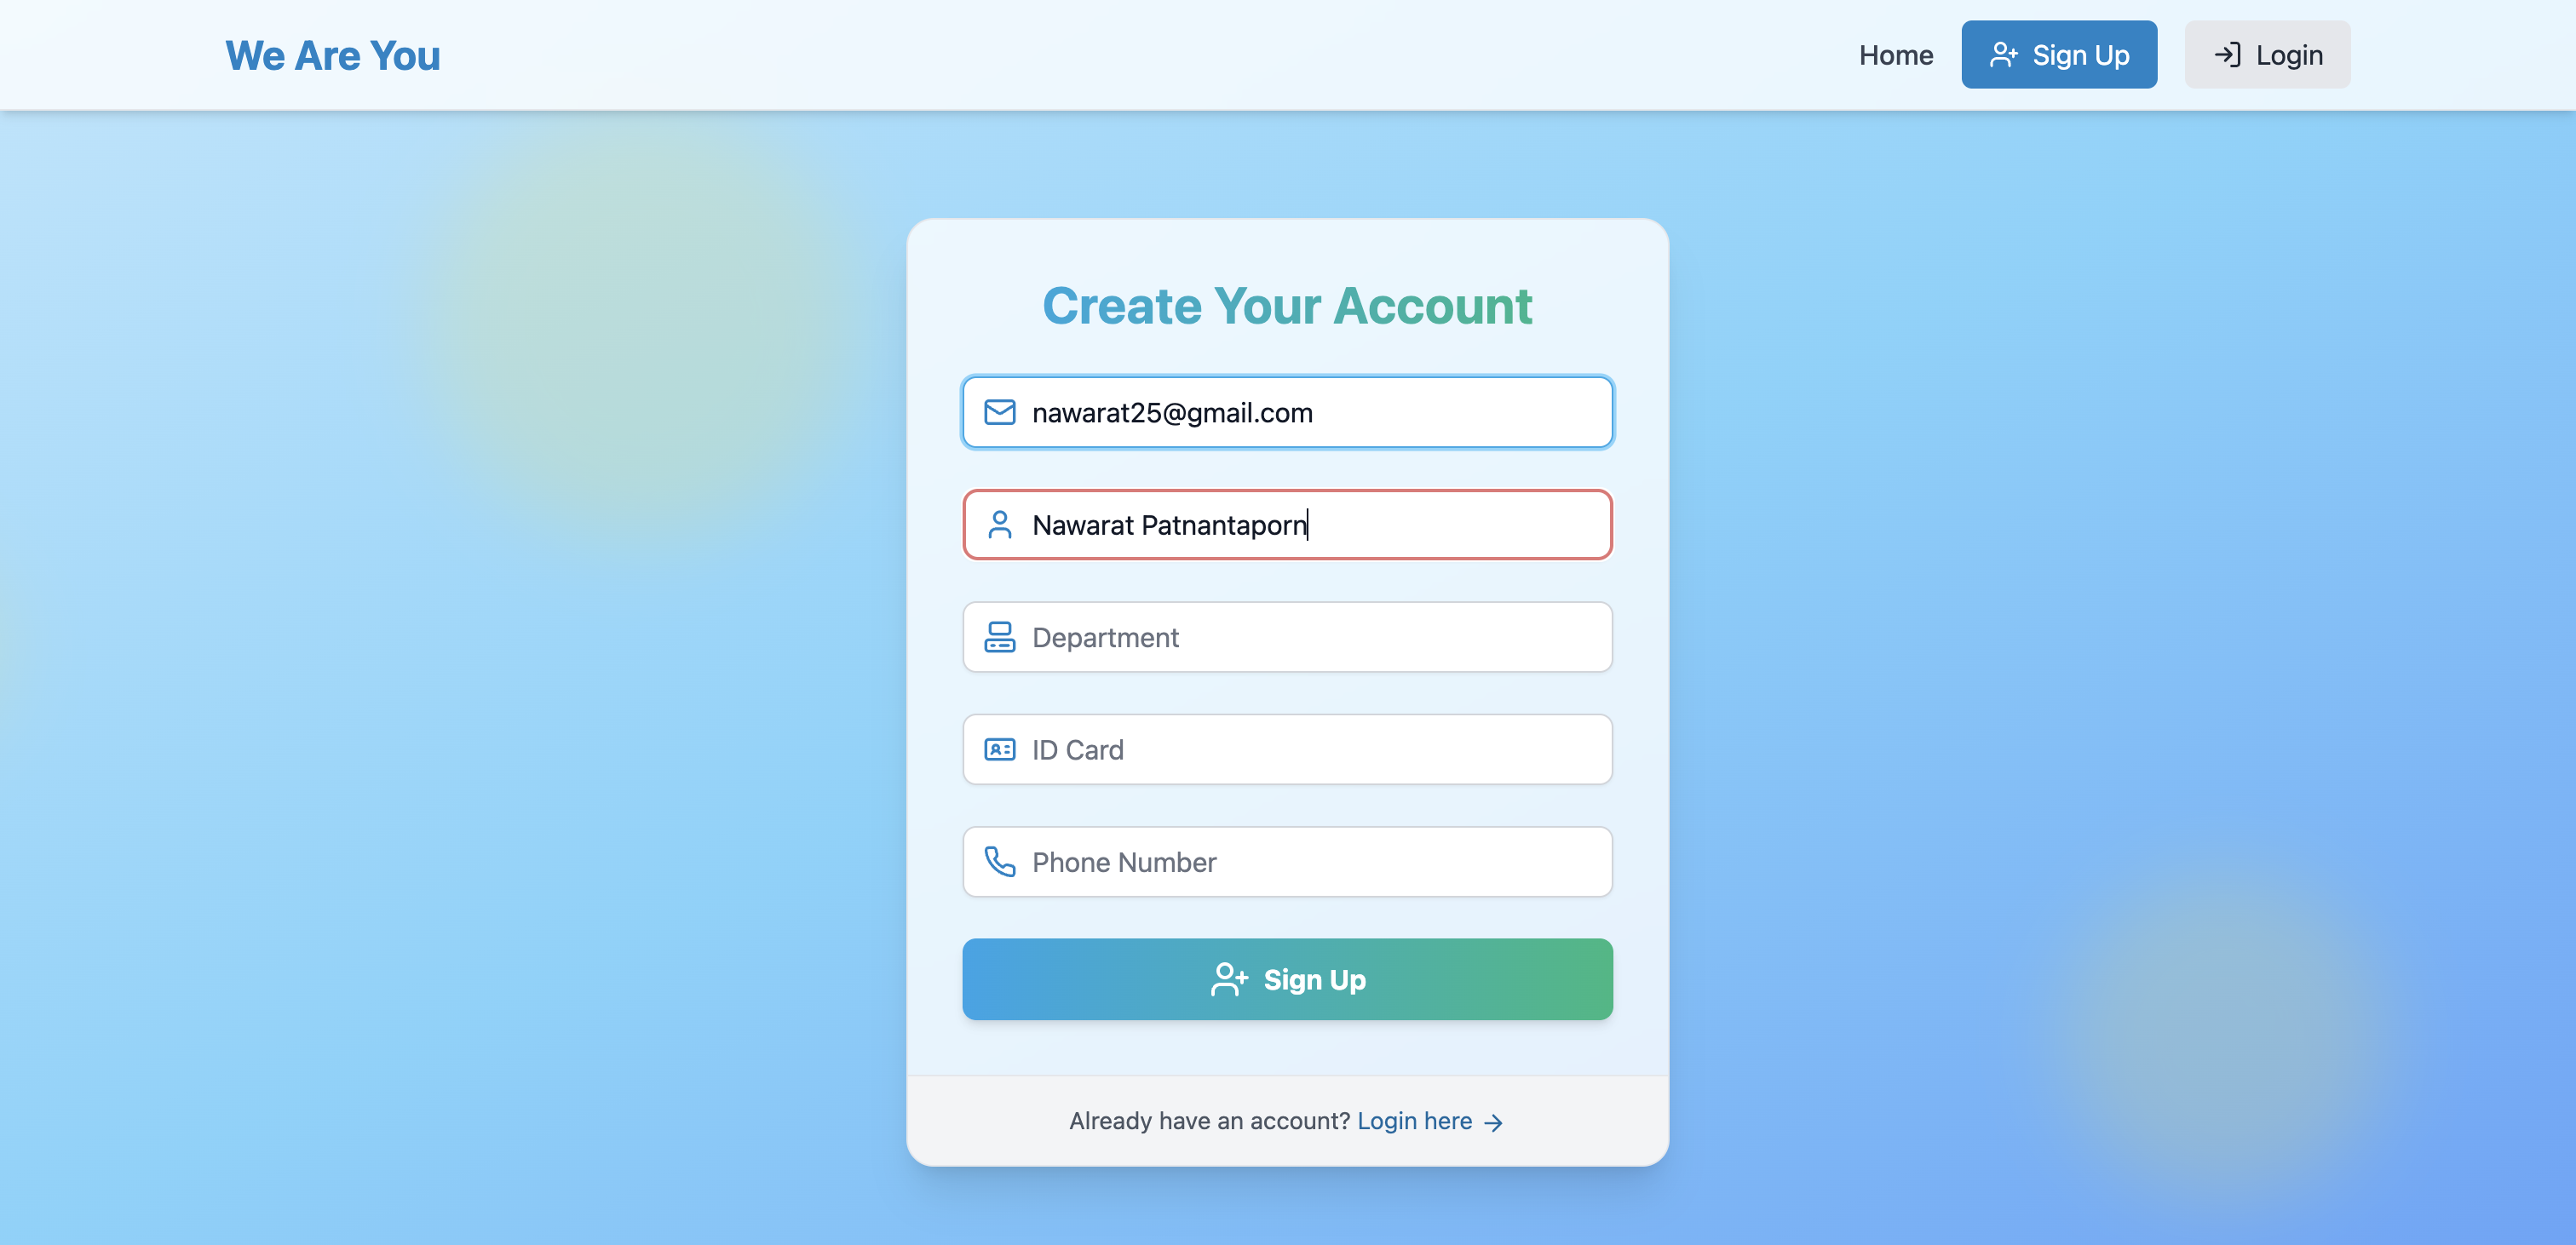 We Are You
Home
Sign Up
Login
Create Your Account
nawarat25@gmail.com
Nawarat Patnantaporn
Department
ID Card
Phone Number
Sign Up
Already have an account? Login here →